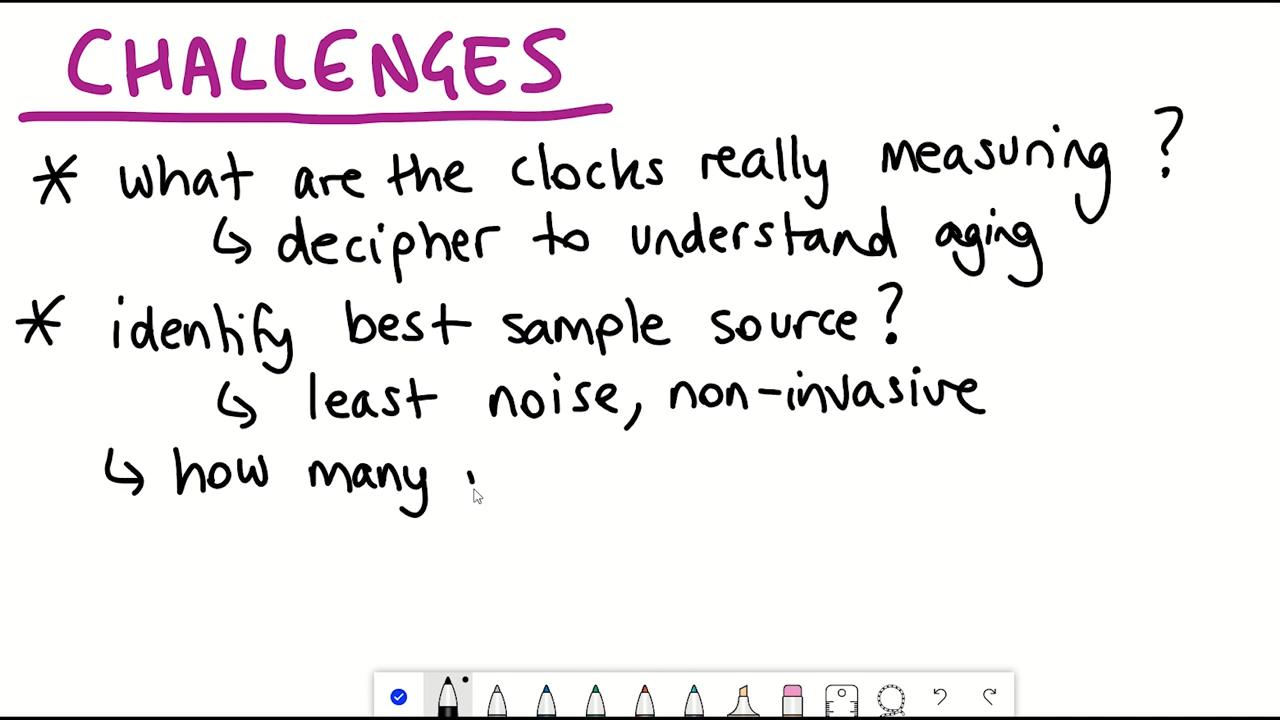 CHALLENGES
* what are the clocks really measuring?
↳ decipher to understand aging
* identify best sample source?
↳ least noise, non-invasive
↳ how many